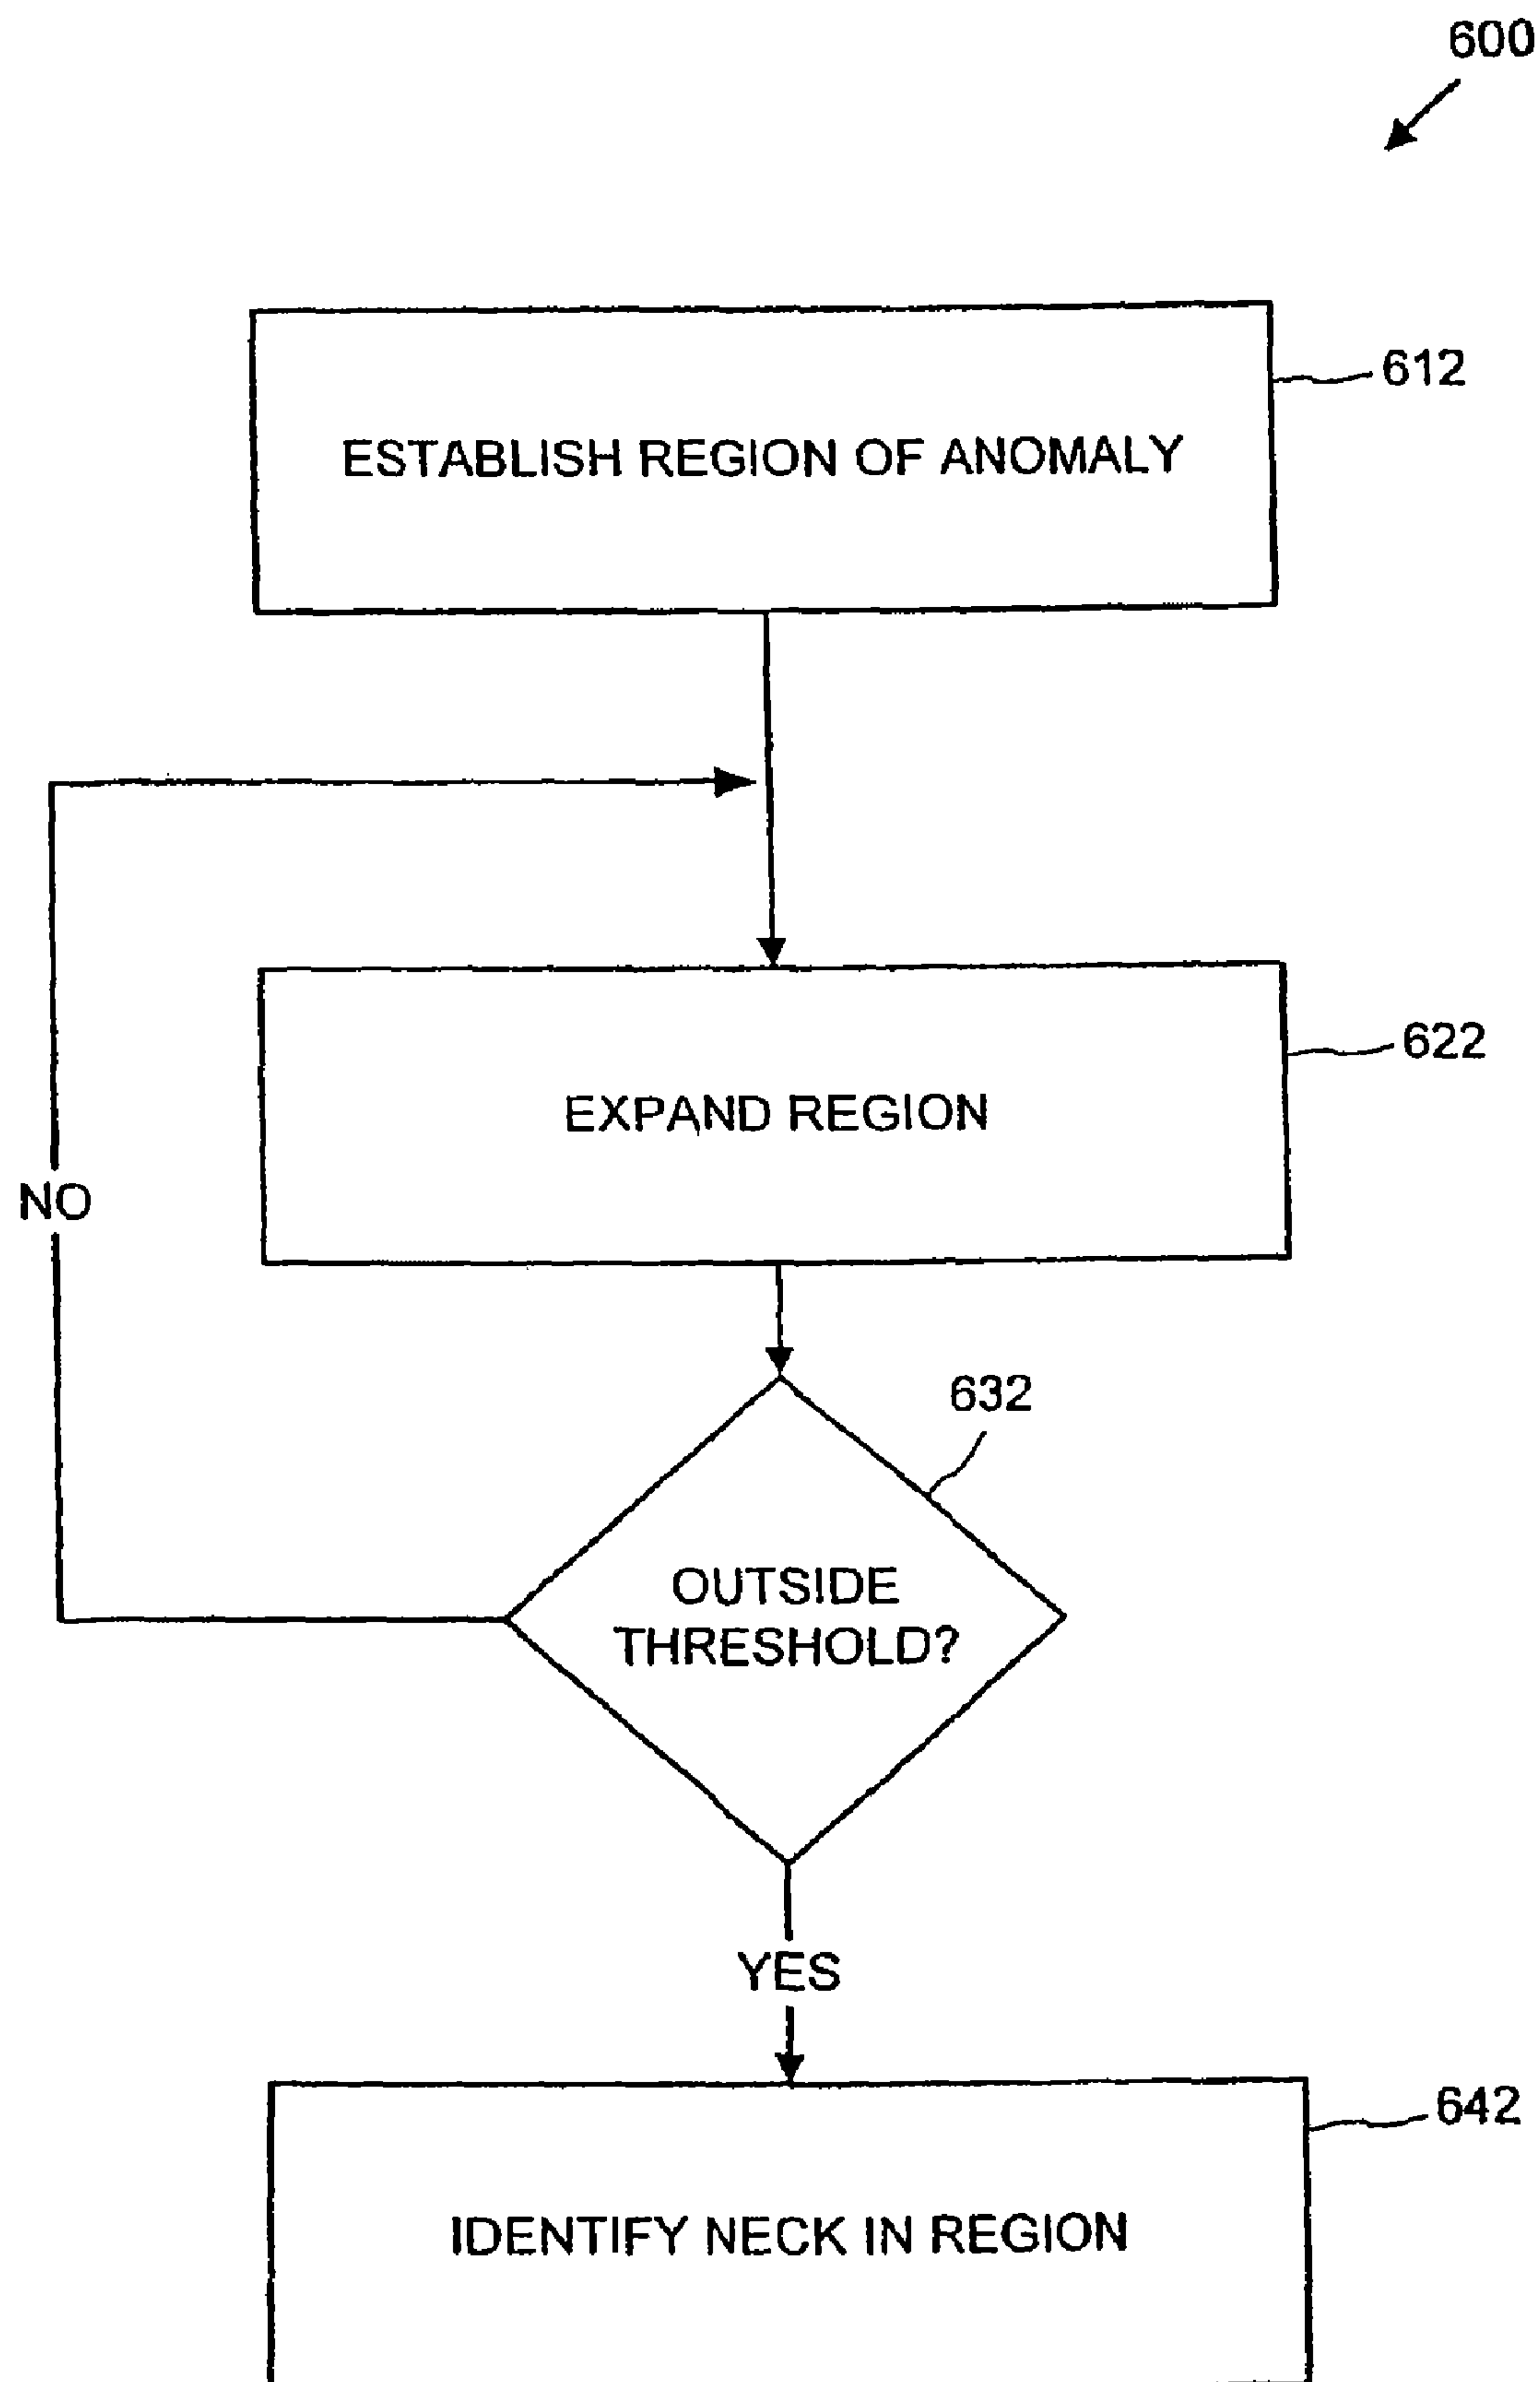 600
612
ESTABLISH REGION OF ANOMALY
622
EXPAND REGION
NO
632
OUTSIDE
THRESHOLD?
YES
642
IDENTIFY NECK IN REGION